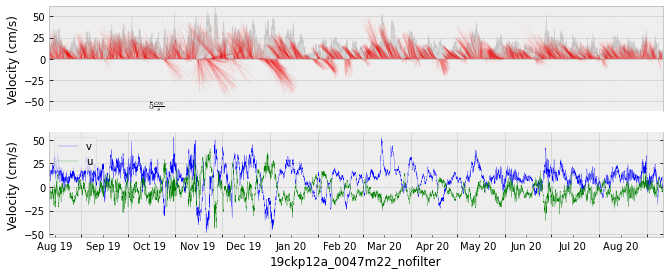 Velocity (cm/s)
50
25
0
−25
−50
5 cm/s
Velocity (cm/s)
50
25
0
−25
−50
v
u
Aug 19 Sep 19 Oct 19 Nov 19 Dec 19 Jan 20 Feb 20 Mar 20 Apr 20 May 20 Jun 20 Jul 20 Aug 20
19ckp12a_0047m22_nofilter